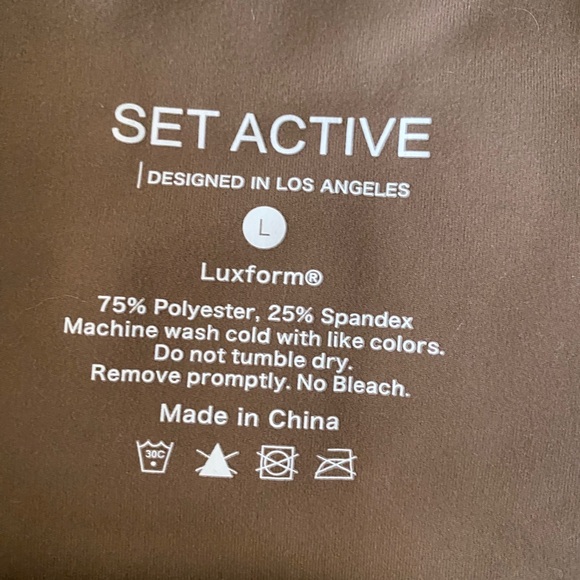 SET ACTIVE
| DESIGNED IN LOS ANGELES
L
Luxform®
75% Polyester, 25% Spandex
Machine wash cold with like colors.
Do not tumble dry.
Remove promptly. No Bleach.
Made in China
30C